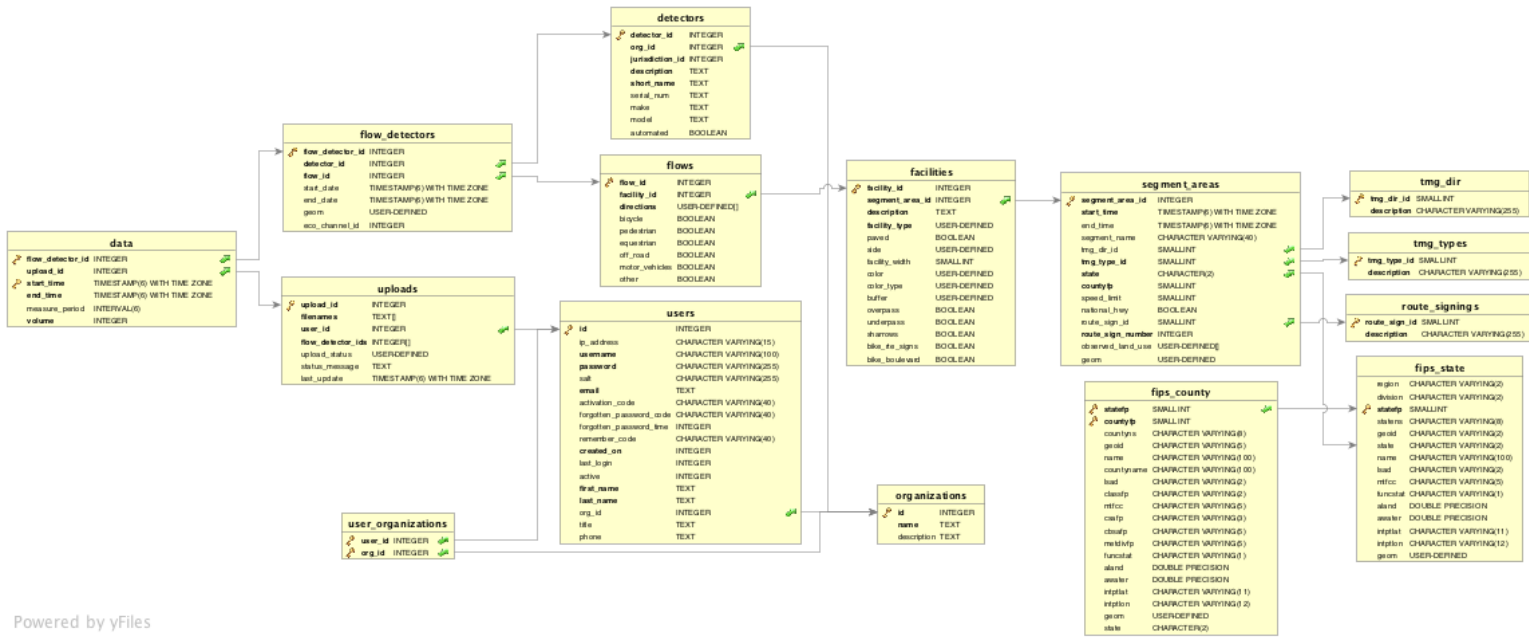 detectors
detector_id INTEGER
org_id INTEGER
jurisdiction_id INTEGER
description TEXT
short_name TEXT
serial_num TEXT
make TEXT
model TEXT
automated BOOLEAN
flow_detectors
flow_detector_id INTEGER
detector_id INTEGER
flow_id INTEGER
start_date TIMESTAMP(6) WITH TIME ZONE
end_date TIMESTAMP(6) WITH TIME ZONE
geom USER-DEFINED
eco_channel_id INTEGER
flows
flow_id INTEGER
facility_id INTEGER
directions USER-DEFINED[]
bicycle BOOLEAN
pedestrian BOOLEAN
equestrian BOOLEAN
off_road BOOLEAN
motor_vehicles BOOLEAN
other BOOLEAN
data
flow_detector_id INTEGER
upload_id INTEGER
start_time TIMESTAMP(6) WITH TIME ZONE
end_time TIMESTAMP(6) WITH TIME ZONE
measure_period INTERVAL(6)
volume INTEGER
uploads
upload_id INTEGER
filenames TEXT[]
user_id INTEGER
flow_detector_ids INTEGER[]
upload_status USER-DEFINED
status_message TEXT
last_update TIMESTAMP(6) WITH TIME ZONE
users
id INTEGER
ip_address CHARACTER VARYING(15)
username CHARACTER VARYING(100)
password CHARACTER VARYING(255)
salt CHARACTER VARYING(255)
email TEXT
activation_code CHARACTER VARYING(40)
forgotten_password_code CHARACTER VARYING(40)
forgotten_password_time INTEGER
remember_code CHARACTER VARYING(40)
created_on INTEGER
last_login INTEGER
active INTEGER
first_name TEXT
last_name TEXT
org_id INTEGER
title TEXT
phone TEXT
user_organizations
user_id INTEGER
org_id INTEGER
organizations
id INTEGER
name TEXT
description TEXT
facilities
facility_id INTEGER
segment_area_id INTEGER
description TEXT
facility_type USER-DEFINED
paved BOOLEAN
side USER-DEFINED
facility_width SMALLINT
color USER-DEFINED
color_type USER-DEFINED
buffer USER-DEFINED
overpass BOOLEAN
underpass BOOLEAN
sharrows BOOLEAN
bike_rte_signs BOOLEAN
bike_boulevard BOOLEAN
segment_areas
segment_area_id INTEGER
start_time TIMESTAMP(6) WITH TIME ZONE
end_time TIMESTAMP(6) WITH TIME ZONE
segment_name CHARACTER VARYING(40)
tmg_dir_id SMALLINT
tmg_type_id SMALLINT
state CHARACTER(2)
countyfp SMALLINT
speed_limit SMALLINT
national_hwy BOOLEAN
route_sign_id SMALLINT
route_sign_number INTEGER
observed_land_use USER-DEFINED[]
geom USER-DEFINED
tmg_dir
tmg_dir_id SMALLINT
description CHARACTER VARYING(255)
tmg_types
tmg_type_id SMALLINT
description CHARACTER VARYING(255)
route_signings
route_sign_id SMALLINT
description CHARACTER VARYING(255)
fips_county
statefp SMALLINT
countyfp SMALLINT
countyns CHARACTER VARYING(8)
geoid CHARACTER VARYING(5)
name CHARACTER VARYING(100)
countyname CHARACTER VARYING(100)
lsad CHARACTER VARYING(2)
classfp CHARACTER VARYING(2)
mtfcc CHARACTER VARYING(5)
csafp CHARACTER VARYING(3)
cbsafp CHARACTER VARYING(5)
metdivfp CHARACTER VARYING(5)
funcstat CHARACTER VARYING(1)
aland DOUBLE PRECISION
awater DOUBLE PRECISION
intptlat CHARACTER VARYING(11)
intptlon CHARACTER VARYING(12)
geom USER-DEFINED
state CHARACTER(2)
fips_state
region CHARACTER VARYING(2)
division CHARACTER VARYING(2)
statefp SMALLINT
statens CHARACTER VARYING(8)
geoid CHARACTER VARYING(2)
state CHARACTER VARYING(2)
name CHARACTER VARYING(100)
lsad CHARACTER VARYING(2)
mtfcc CHARACTER VARYING(5)
funcstat CHARACTER VARYING(1)
aland DOUBLE PRECISION
awater DOUBLE PRECISION
intptlat CHARACTER VARYING(11)
intptlon CHARACTER VARYING(12)
geom USER-DEFINED
Powered by yFiles